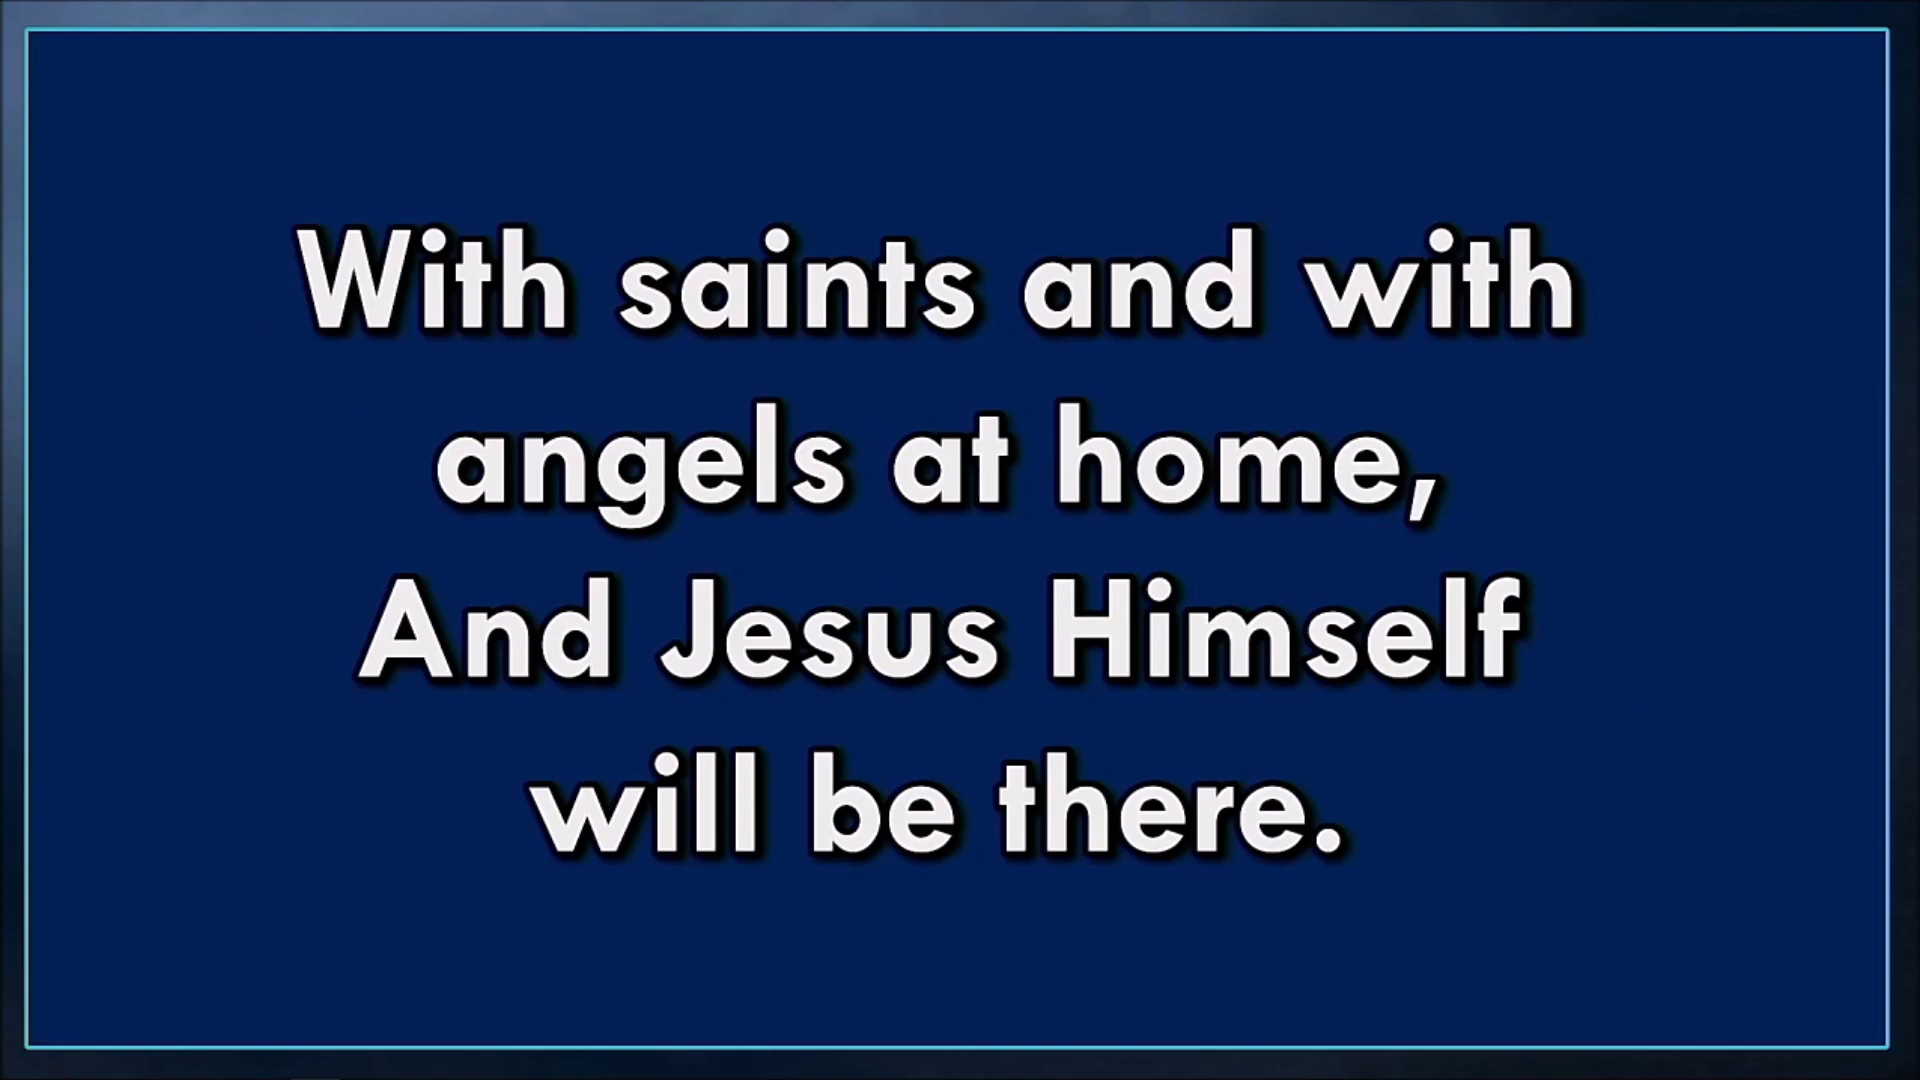 With saints and with
angels at home,
And Jesus Himself
will be there.